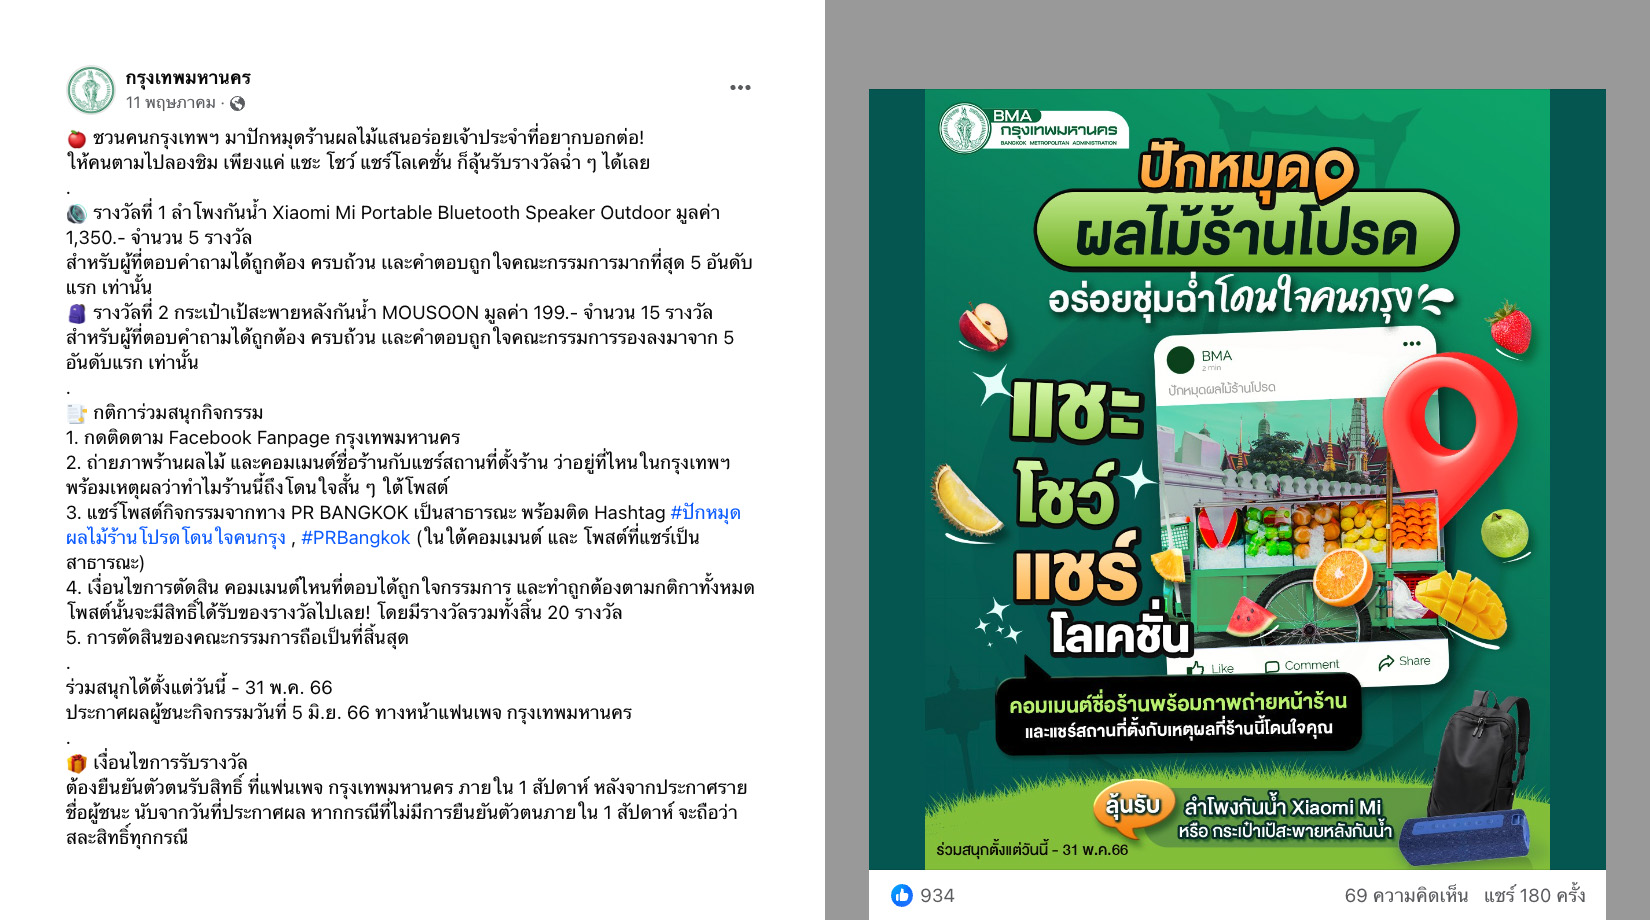 กรุงเทพมหานคร
11 พฤษภาคม ·
ชวนคนกรุงเทพฯ มาปักหมุดร้านผลไม้แสนอร่อยเจ้าประจำที่อยากบอกต่อ!
ให้คนตามไปลองชิม เพียงแค่ แชะ โชว์ แชร์โลเคชั่น ก็ลุ้นรับรางวัลฉ่ำ ๆ ได้เลย
.
รางวัลที่ 1 ลำโพงกันน้ำ Xiaomi Mi Portable Bluetooth Speaker Outdoor มูลค่า
1,350.- จำนวน 5 รางวัล
สำหรับผู้ที่ตอบคำถามได้ถูกต้อง ครบถ้วน และคำตอบถูกใจคณะกรรมการมากที่สุด 5 อันดับ
แรก เท่านั้น
รางวัลที่ 2 กระเป๋าเป้สะพายหลังกันน้ำ MOUSOON มูลค่า 199.- จำนวน 15 รางวัล
สำหรับผู้ที่ตอบคำถามได้ถูกต้อง ครบถ้วน และคำตอบถูกใจคณะกรรมการรองลงมาจาก 5
อันดับแรก เท่านั้น
.
กติการ่วมสนุกกิจกรรม
1. กดติดตาม Facebook Fanpage กรุงเทพมหานคร
2. ถ่ายภาพร้านผลไม้ และคอมเมนต์ชื่อร้านกับแชร์สถานที่ตั้งร้าน ว่าอยู่ที่ไหนในกรุงเทพฯ
พร้อมเหตุผลว่าทำไมร้านนี้ถึงโดนใจสั้น ๆ ใต้โพสต์
3. แชร์โพสต์กิจกรรมจากทาง PR BANGKOK เป็นสาธารณะ พร้อมติด Hashtag #ปักหมุด
ผลไม้ร้านโปรดโดนใจคนกรุง , #PRBangkok (ในใต้คอมเมนต์ และ โพสต์ที่แชร์เป็น
สาธารณะ)
4. เงื่อนไขการตัดสิน คอมเมนต์ไหนที่ตอบได้ถูกใจกรรมการ และทำถูกต้องตามกติกาทั้งหมด
โพสต์นั้นจะมีสิทธิ์ได้รับของรางวัลไปเลย! โดยมีรางวัลรวมทั้งสิ้น 20 รางวัล
5. การตัดสินของคณะกรรมการถือเป็นที่สิ้นสุด
.
ร่วมสนุกได้ตั้งแต่วันนี้ - 31 พ.ค. 66
ประกาศผลผู้ชนะกิจกรรมวันที่ 5 มิ.ย. 66 ทางหน้าแฟนเพจ กรุงเทพมหานคร
.
เงื่อนไขการรับรางวัล
ต้องยืนยันตัวตนรับสิทธิ์ ที่แฟนเพจ กรุงเทพมหานคร ภายใน 1 สัปดาห์ หลังจากประกาศราย
ชื่อผู้ชนะ นับจากวันที่ประกาศผล หากกรณีที่ไม่มีการยืนยันตัวตนภายใน 1 สัปดาห์ จะถือว่า
สละสิทธิ์ทุกกรณี
BMA
กรุงเทพมหานคร
BANGKOK METROPOLITAN ADMINISTRATION
ปักหมุด
ผลไม้ร้านโปรด
อร่อยชุ่มฉ่ำโดนใจคนกรุง
BMA
2 min
ปักหมุดผลไม้ร้านโปรด
แชะ
โชว์
แชร์
โลเคชั่น
Like Comment Share
คอมเมนต์ชื่อร้านพร้อมภาพถ่ายหน้าร้าน
และแชร์สถานที่ตั้งกับเหตุผลที่ร้านนี้โดนใจคุณ
ลุ้นรับ ลำโพงกันน้ำ Xiaomi Mi
หรือ กระเป๋าเป้สะพายหลังกันน้ำ
ร่วมสนุกตั้งแต่วันนี้ - 31 พ.ค.66
934 69 ความคิดเห็น แชร์ 180 ครั้ง